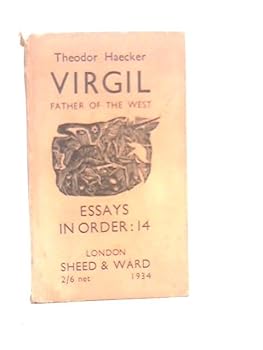 Theodor Haecker
VIRGIL
FATHER OF THE WEST
ESSAYS
IN ORDER: 14
LONDON
SHEED & WARD
2/6 net 1934